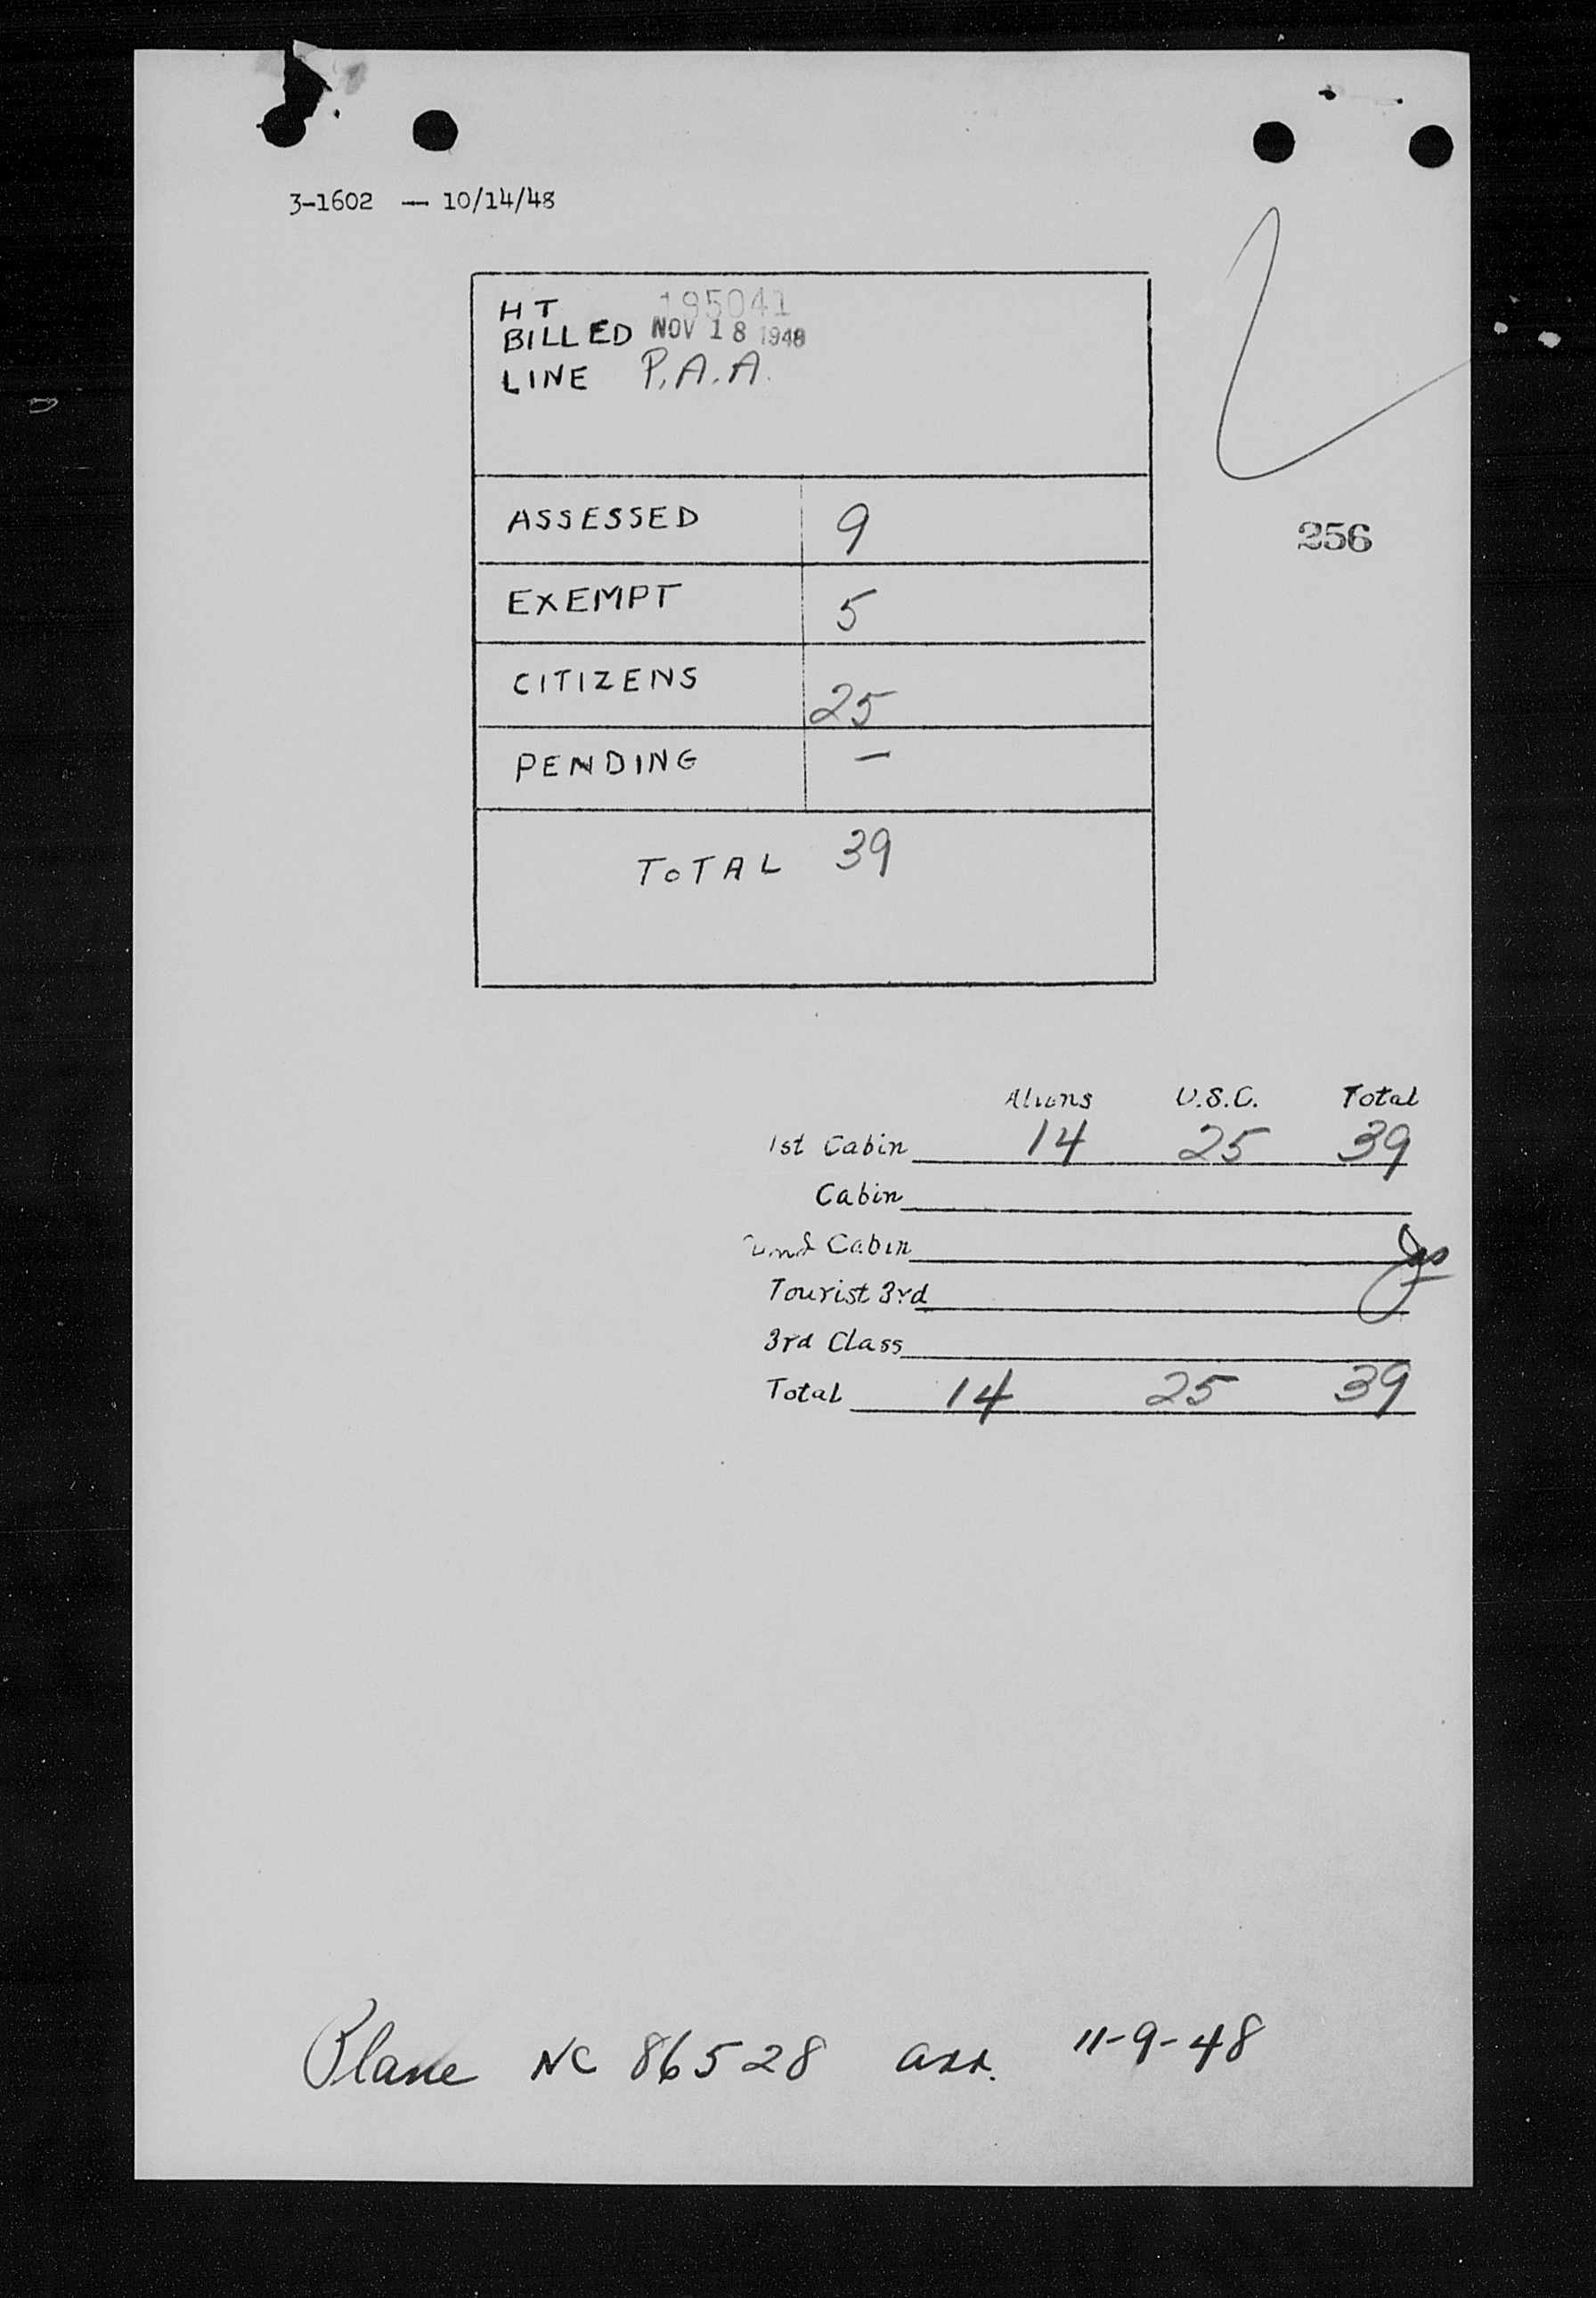 3-1602 — 10/14/48
HT 195041
BILLED NOV 18 1948
LINE P.A.A.
ASSESSED 9
256
EXEMPT 5
CITIZENS 25
PENDING —
TOTAL 39
Aliens U.S.C. Total
1st Cabin 14 25 39
Cabin
2nd Cabin
Tourist 3rd
3rd Class
Total 14 25 39
Plane NC 86528 arr. 11-9-48